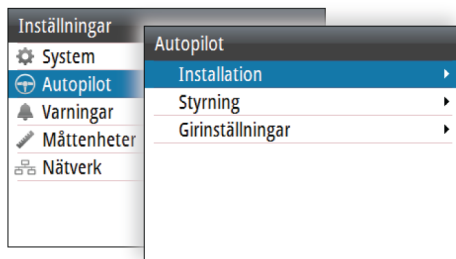 Inställningar
System
Autopilot
Varningar
Måttenheter
Nätverk
Autopilot
Installation
Styrning
Girinställningar